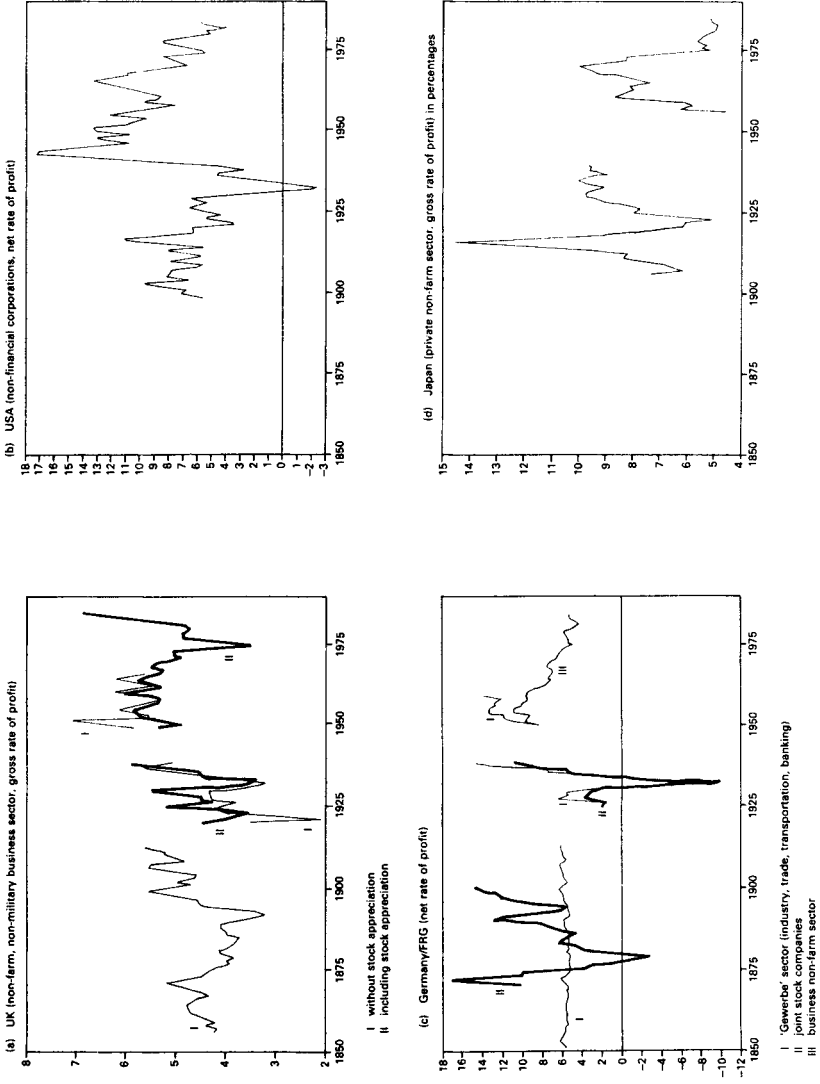 (a) UK (non-farm, non-military business sector, gross rate of profit)
8
7
6
5
4
3
2
I
I
II
I
II
1850 1875 1900 1925 1950 1975
I without stock appreciation
II including stock appreciation
(b) USA (non-financial corporations, net rate of profit)
18
17
16
15
14
13
12
11
10
9
8
7
6
5
4
3
2
1
0
-1
-2
-3
1850 1875 1900 1925 1950 1975
(c) Germany/FRG (net rate of profit)
18
16
14
12
10
8
6
4
2
0
-2
-4
-6
-8
-10
-12
I
II
I
II
I
III
1850 1875 1900 1925 1950 1975
I 'Gewerbe' sector (industry, trade, transportation, banking)
II joint stock companies
III business non-farm sector
(d) Japan (private non-farm sector, gross rate of profit) in percentages
15
14
13
12
11
10
9
8
7
6
5
4
1850 1875 1900 1925 1950 1975